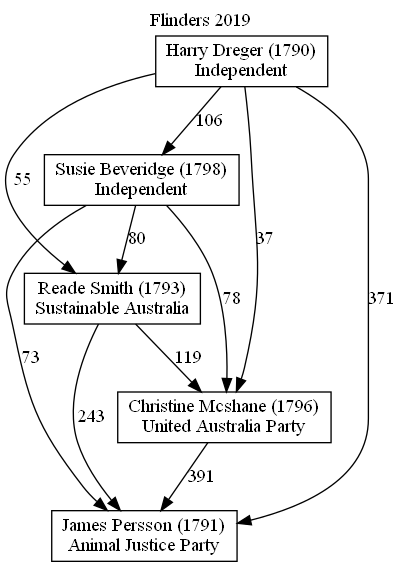 Flinders 2019
Harry Dreger (1790)
Independent
106
Susie Beveridge (1798)
Independent
55
80
37
Reade Smith (1793)
Sustainable Australia
78
371
73
119
Christine Mcshane (1796)
United Australia Party
243
391
James Persson (1791)
Animal Justice Party